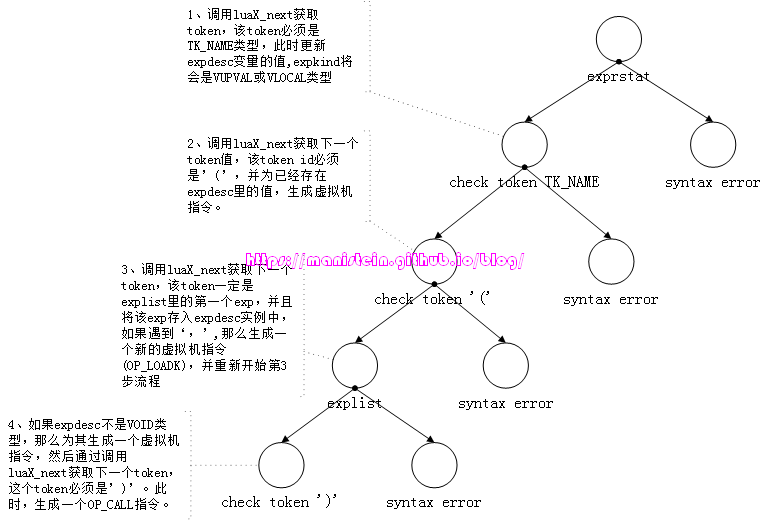 1、调用luaX_next获取
token，该token必须是
TK_NAME类型，此时更新
expdesc变量的值,expkind将
会是VUPVAL或VLOCAL类型
exprstat
2、调用luaX_next获取下一个
token值，该token id必须
是’(’，并为已经存在
expdesc里的值，生成虚拟机
指令。
check token TK_NAME
syntax error
https://manistein.github.io/blog/
3、调用luaX_next获取下一个
token，该token一定是
explist里的第一个exp，并且
将该exp存入expdesc实例中，
如果遇到‘，’,那么生成一
个新的虚拟机指令
(OP_LOADK)，并重新开始第3
步流程
check token '('
syntax error
explist
syntax error
4、如果expdesc不是VOID类
型，那么为其生成一个虚拟机
指令，然后通过调用
luaX_next获取下一个token，
这个token必须是’)’。此
时，生成一个OP_CALL指令。
check token ')'
syntax error